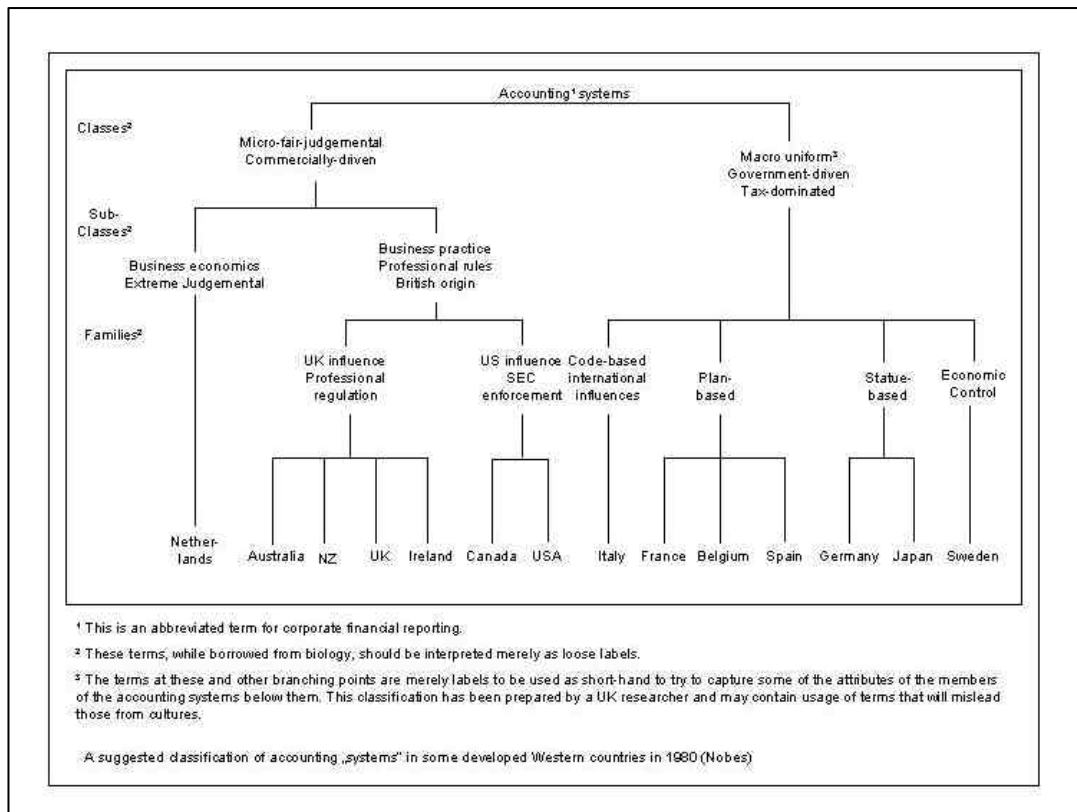 Accounting¹ systems
Classes²
Micro-fair-judgemental
Commercially-driven
Macro uniform³
Government-driven
Tax-dominated
Sub-
Classes²
Business economics
Extreme Judgemental
Business practice
Professional rules
British origin
Families²
UK influence
Professional
regulation
US influence
SEC
enforcement
Code-based
international
influences
Plan-
based
Statue-
based
Economic
Control
Nether-
lands
Australia
NZ
UK
Ireland
Canada
USA
Italy
France
Belgium
Spain
Germany
Japan
Sweden
¹ This is an abbreviated term for corporate financial reporting.
² These terms, while borrowed from biology, should be interpreted merely as loose labels.
³ The terms at these and other branching points are merely labels to be used as short-hand to try to capture some of the attributes of the members
of the accounting systems below them. This classification has been prepared by a UK researcher and may contain usage of terms that will mislead
those from cultures.
A suggested classification of accounting „systems“ in some developed Western countries in 1980 (Nobes)